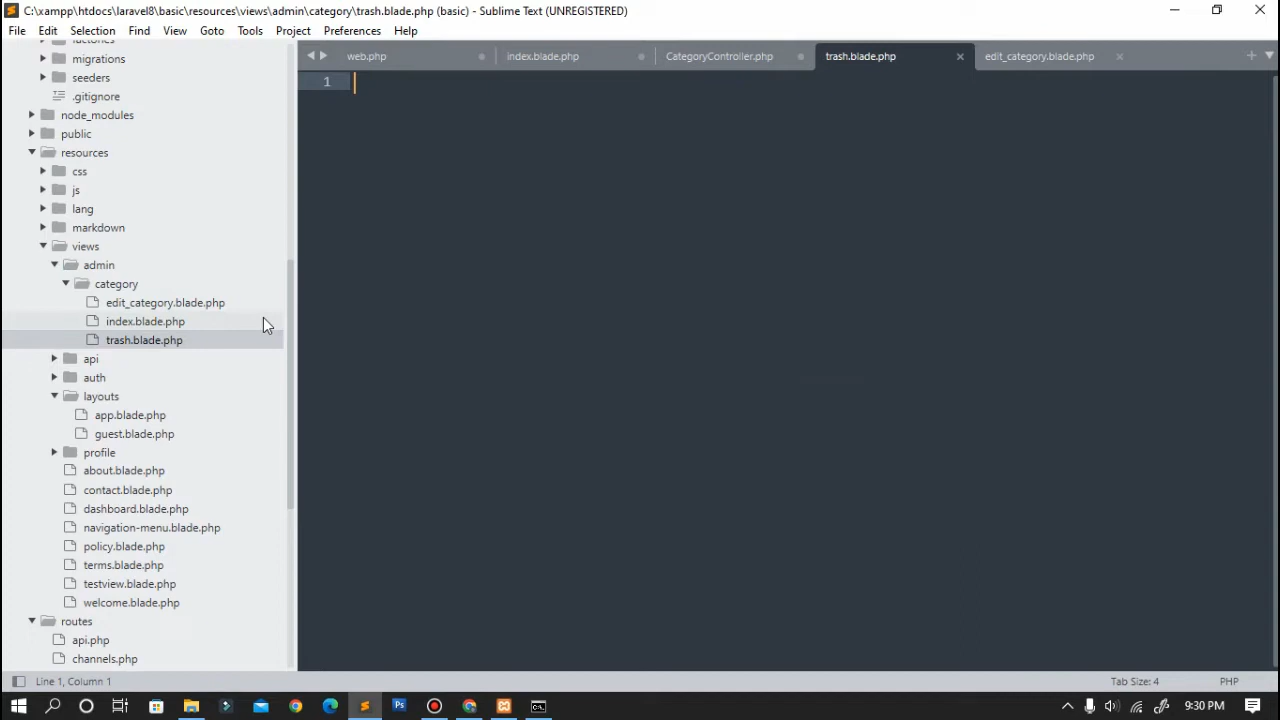 C:\xampp\htdocs\laravel8\basic\resources\views\admin\category\trash.blade.php (basic) - Sublime Text (UNREGISTERED)
File Edit Selection Find View Goto Tools Project Preferences Help
web.php index.blade.php CategoryController.php trash.blade.php edit_category.blade.php
1
factories
migrations
seeders
.gitignore
node_modules
public
resources
css
js
lang
markdown
views
admin
category
edit_category.blade.php
index.blade.php
trash.blade.php
api
auth
layouts
app.blade.php
guest.blade.php
profile
about.blade.php
contact.blade.php
dashboard.blade.php
navigation-menu.blade.php
policy.blade.php
terms.blade.php
testview.blade.php
welcome.blade.php
routes
api.php
channels.php
Line 1, Column 1 Tab Size: 4 PHP
9:30 PM